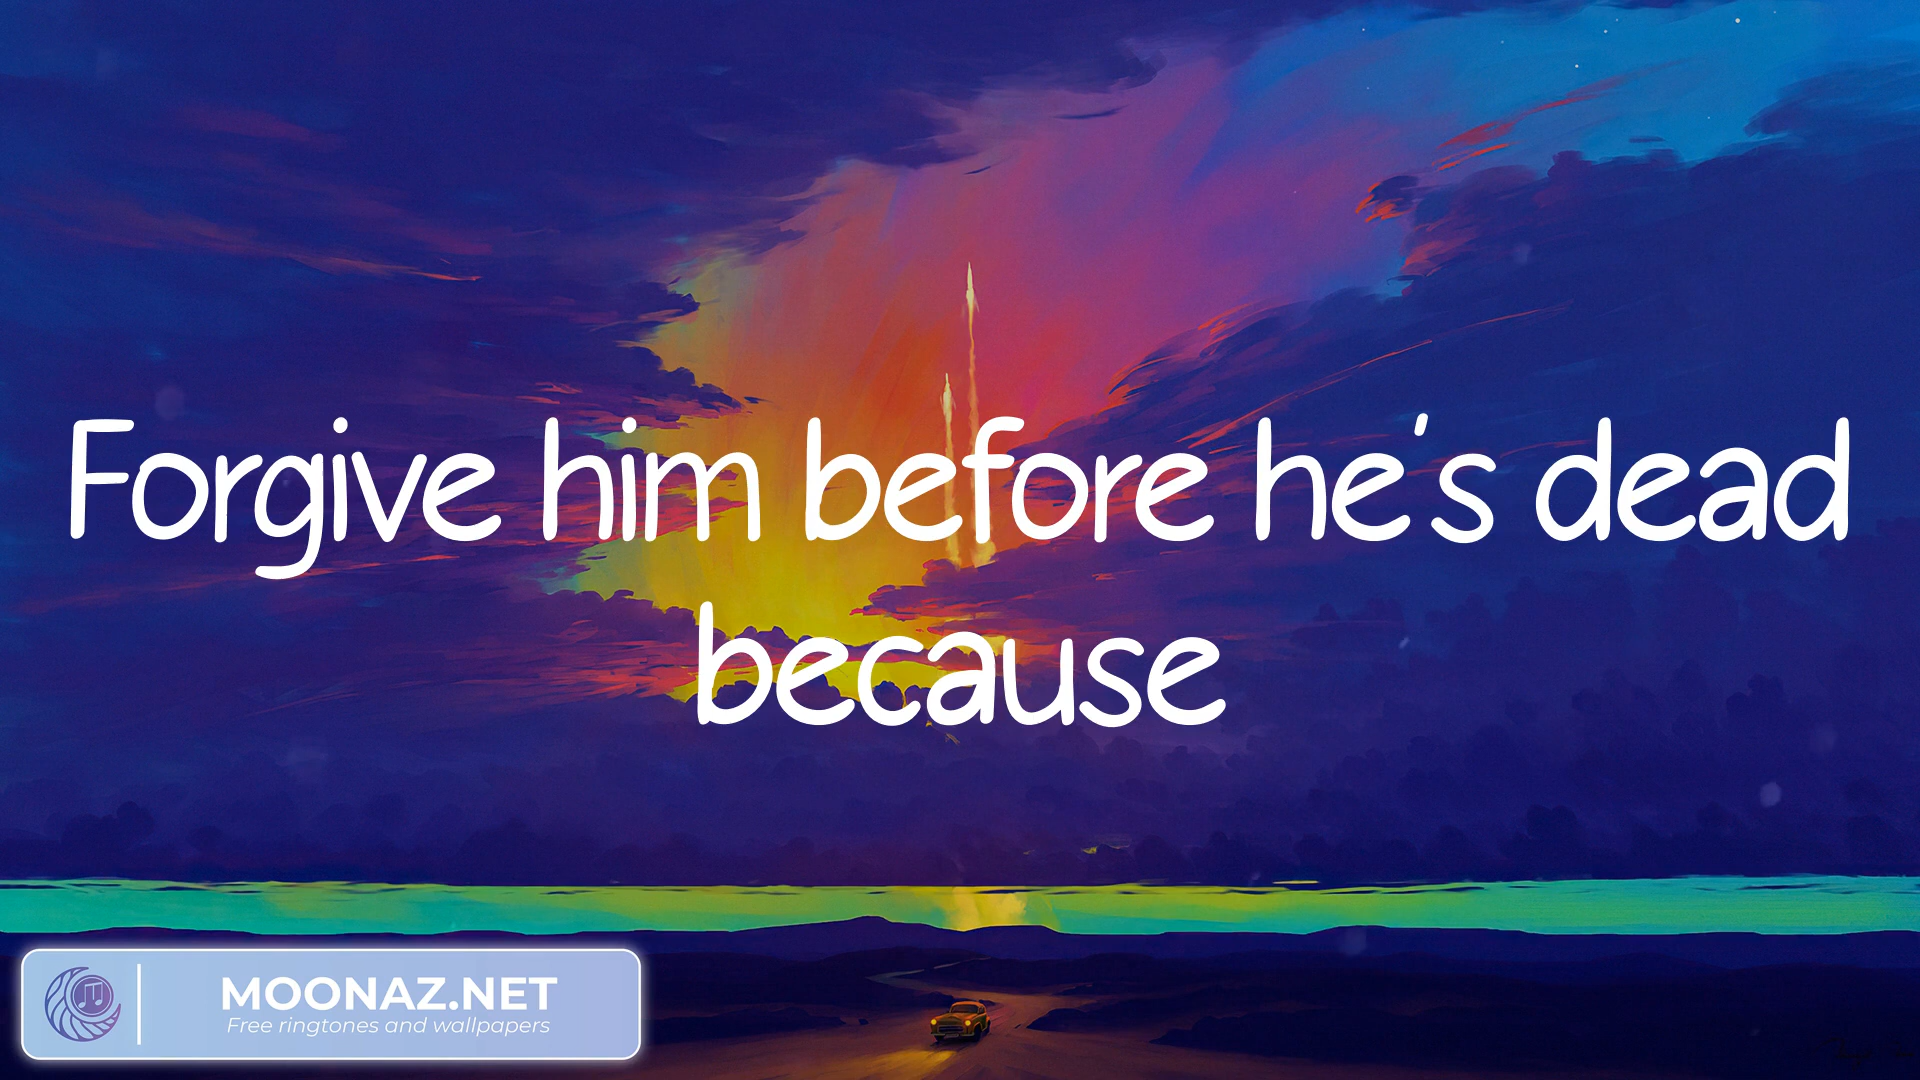 Forgive him before he's dead
because
MOONAZ.NET
Free ringtones and wallpapers